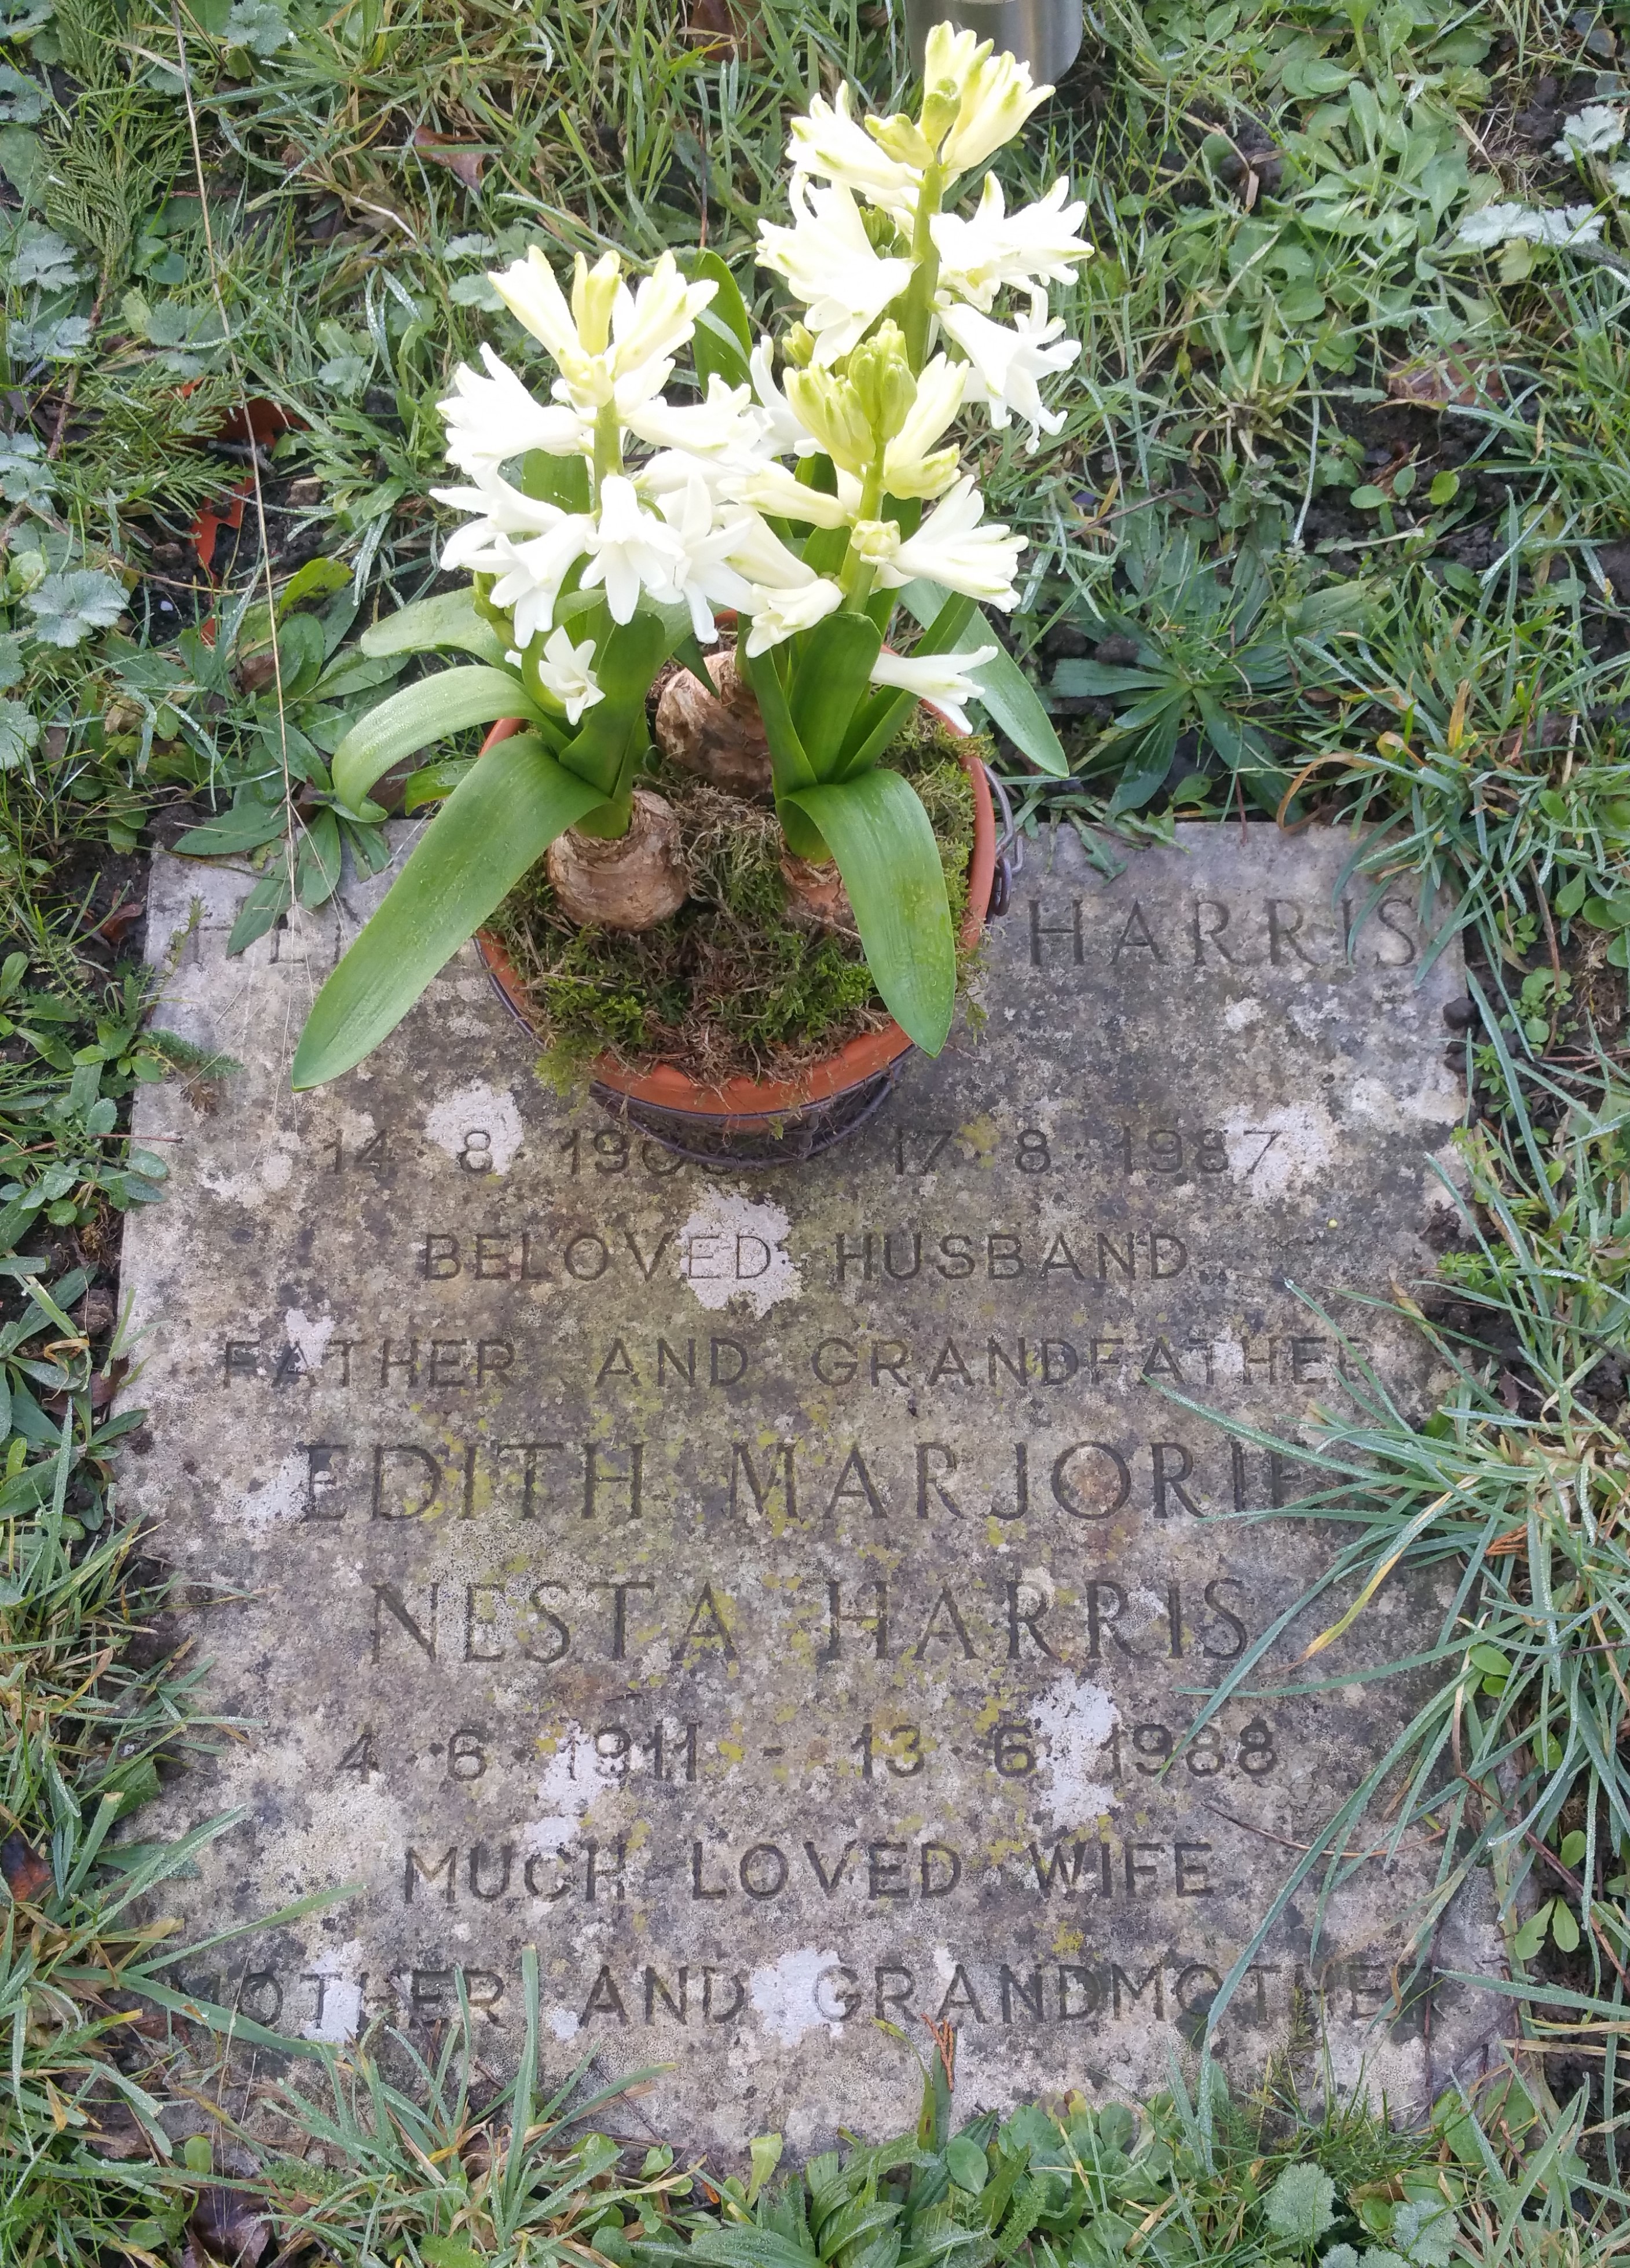 HARRIS
14·8·19 17·8·1987
BELOVED HUSBAND
FATHER AND GRANDFATHER
EDITH MARJORIE
NESTA HARRIS
4·6·1911 - 13·6·1988
MUCH LOVED WIFE
MOTHER AND GRANDMOTHER